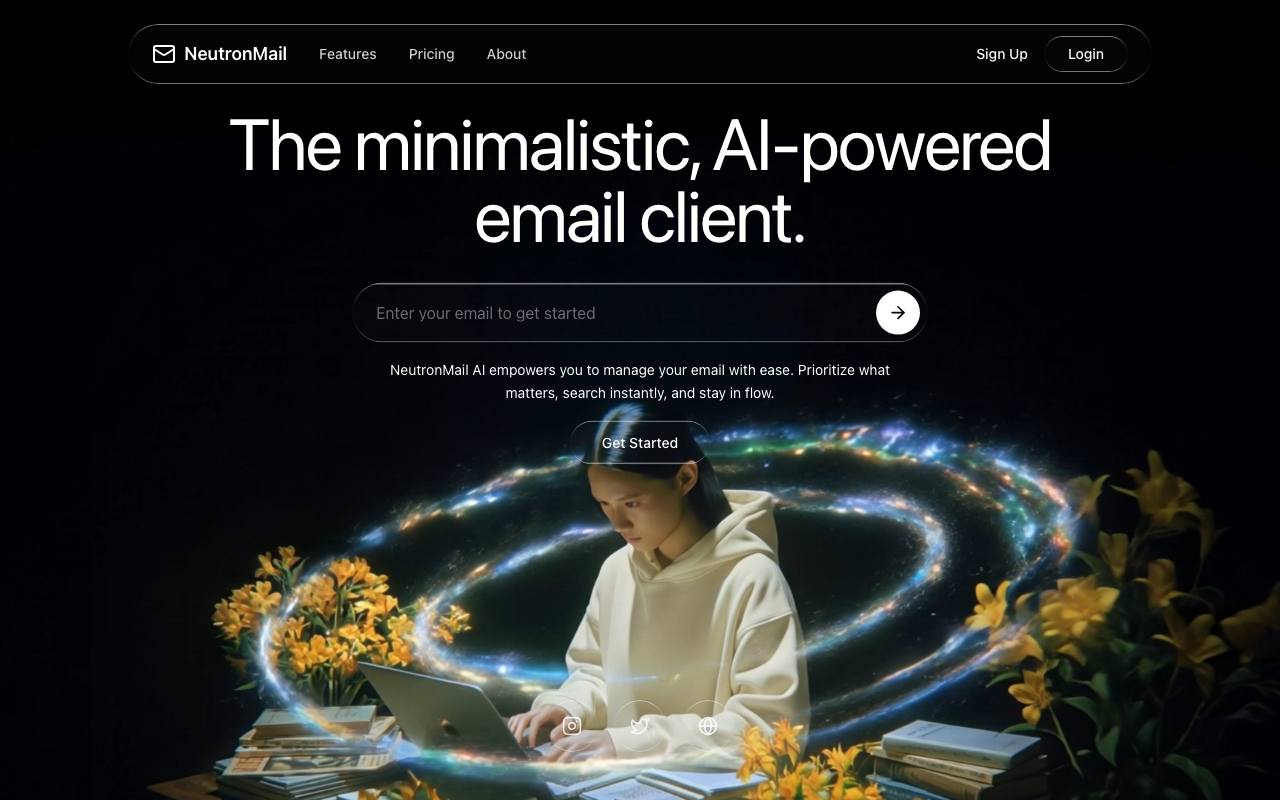 NeutronMail
Features
Pricing
About
Sign Up
Login
The minimalistic, AI-powered
email client.
Enter your email to get started
NeutronMail AI empowers you to manage your email with ease. Prioritize what
matters, search instantly, and stay in flow.
Get Started